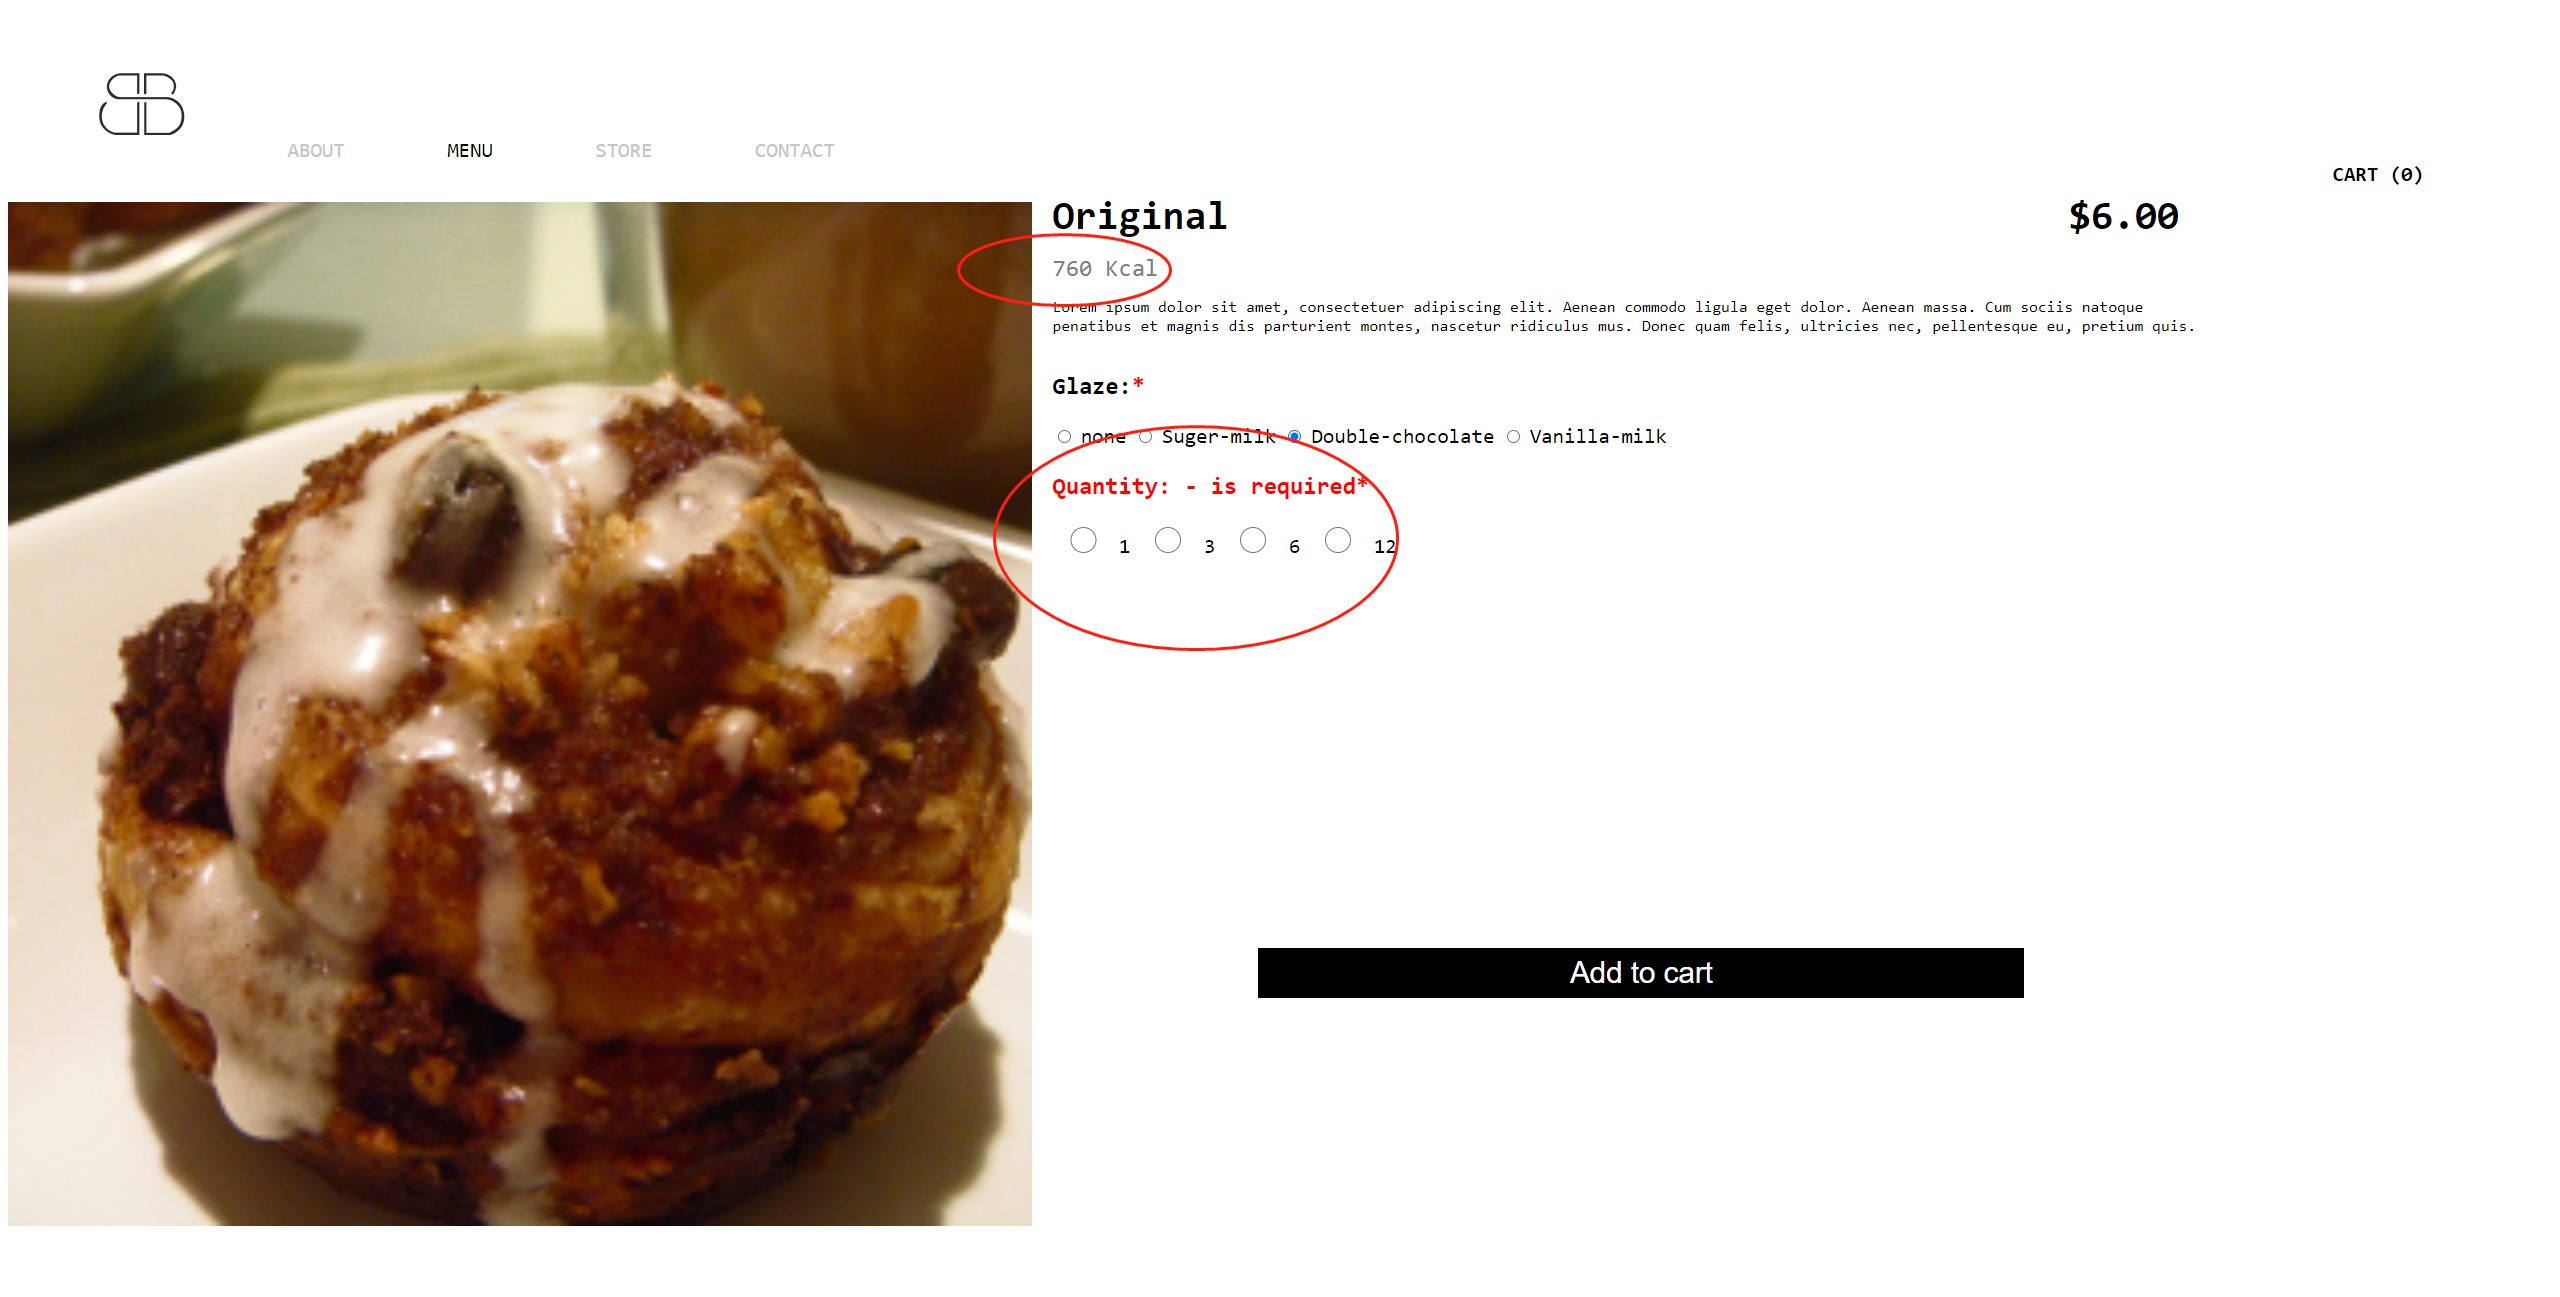 ABOUT MENU STORE CONTACT
CART (0)
Original $6.00
760 Kcal
Lorem ipsum dolor sit amet, consectetuer adipiscing elit. Aenean commodo ligula eget dolor. Aenean massa. Cum sociis natoque
penatibus et magnis dis parturient montes, nascetur ridiculus mus. Donec quam felis, ultricies nec, pellentesque eu, pretium quis.
Glaze:*
none Suger-milk Double-chocolate Vanilla-milk
Quantity: - is required*
1 3 6 12
Add to cart